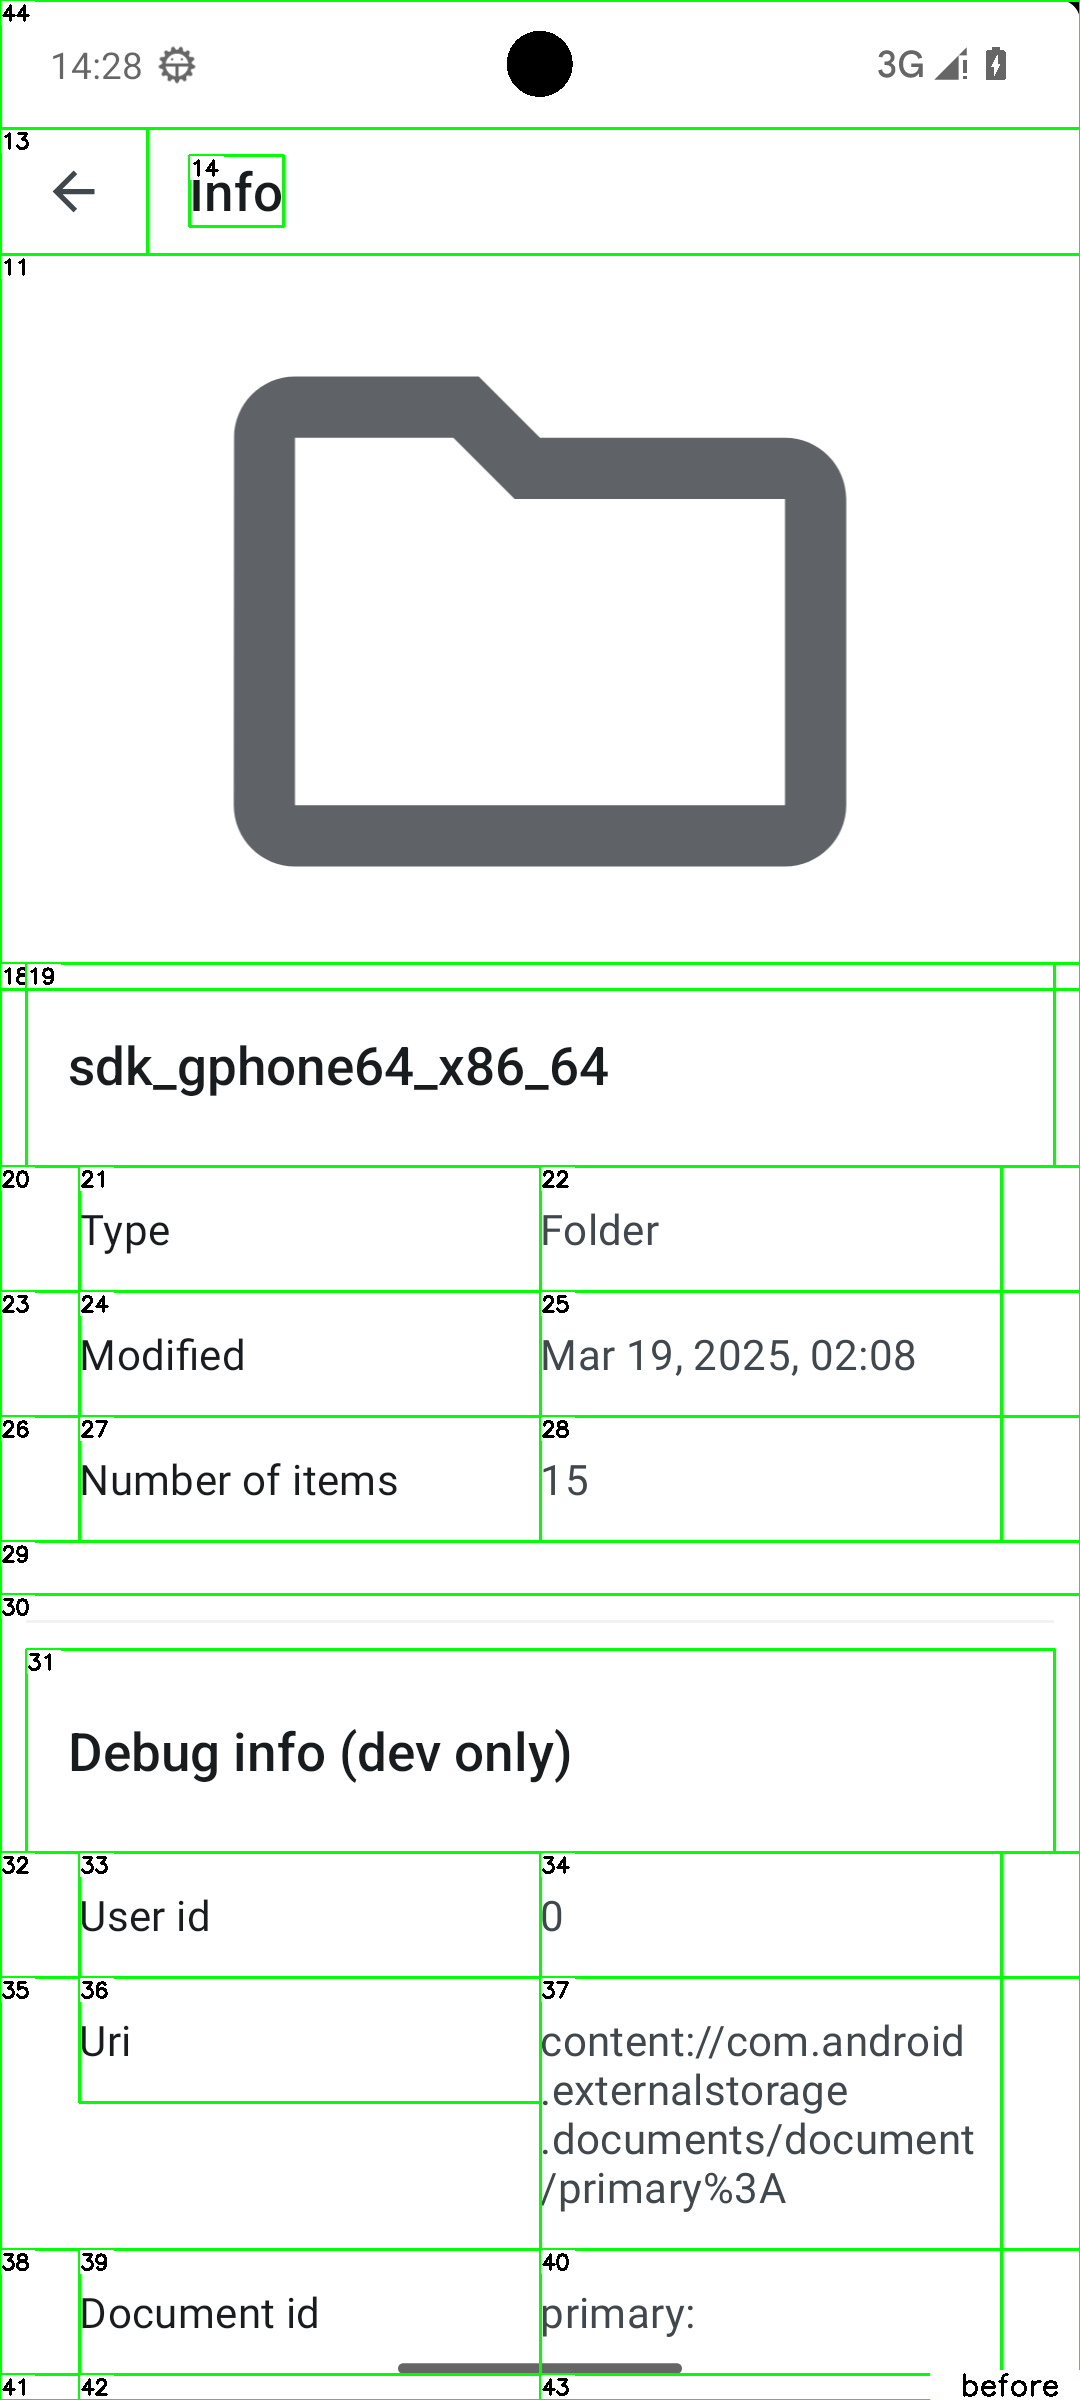 44
14:28
3G
13
14
Info
11
18
19
sdk_gphone64_x86_64
20
21
22
Type
Folder
23
24
25
Modified
Mar 19, 2025, 02:08
26
27
28
Number of items
15
29
30
31
Debug info (dev only)
32
33
34
User id
0
35
36
37
Uri
content://com.android
.externalstorage
.documents/document
/primary%3A
38
39
40
Document id
primary:
41
42
43
before